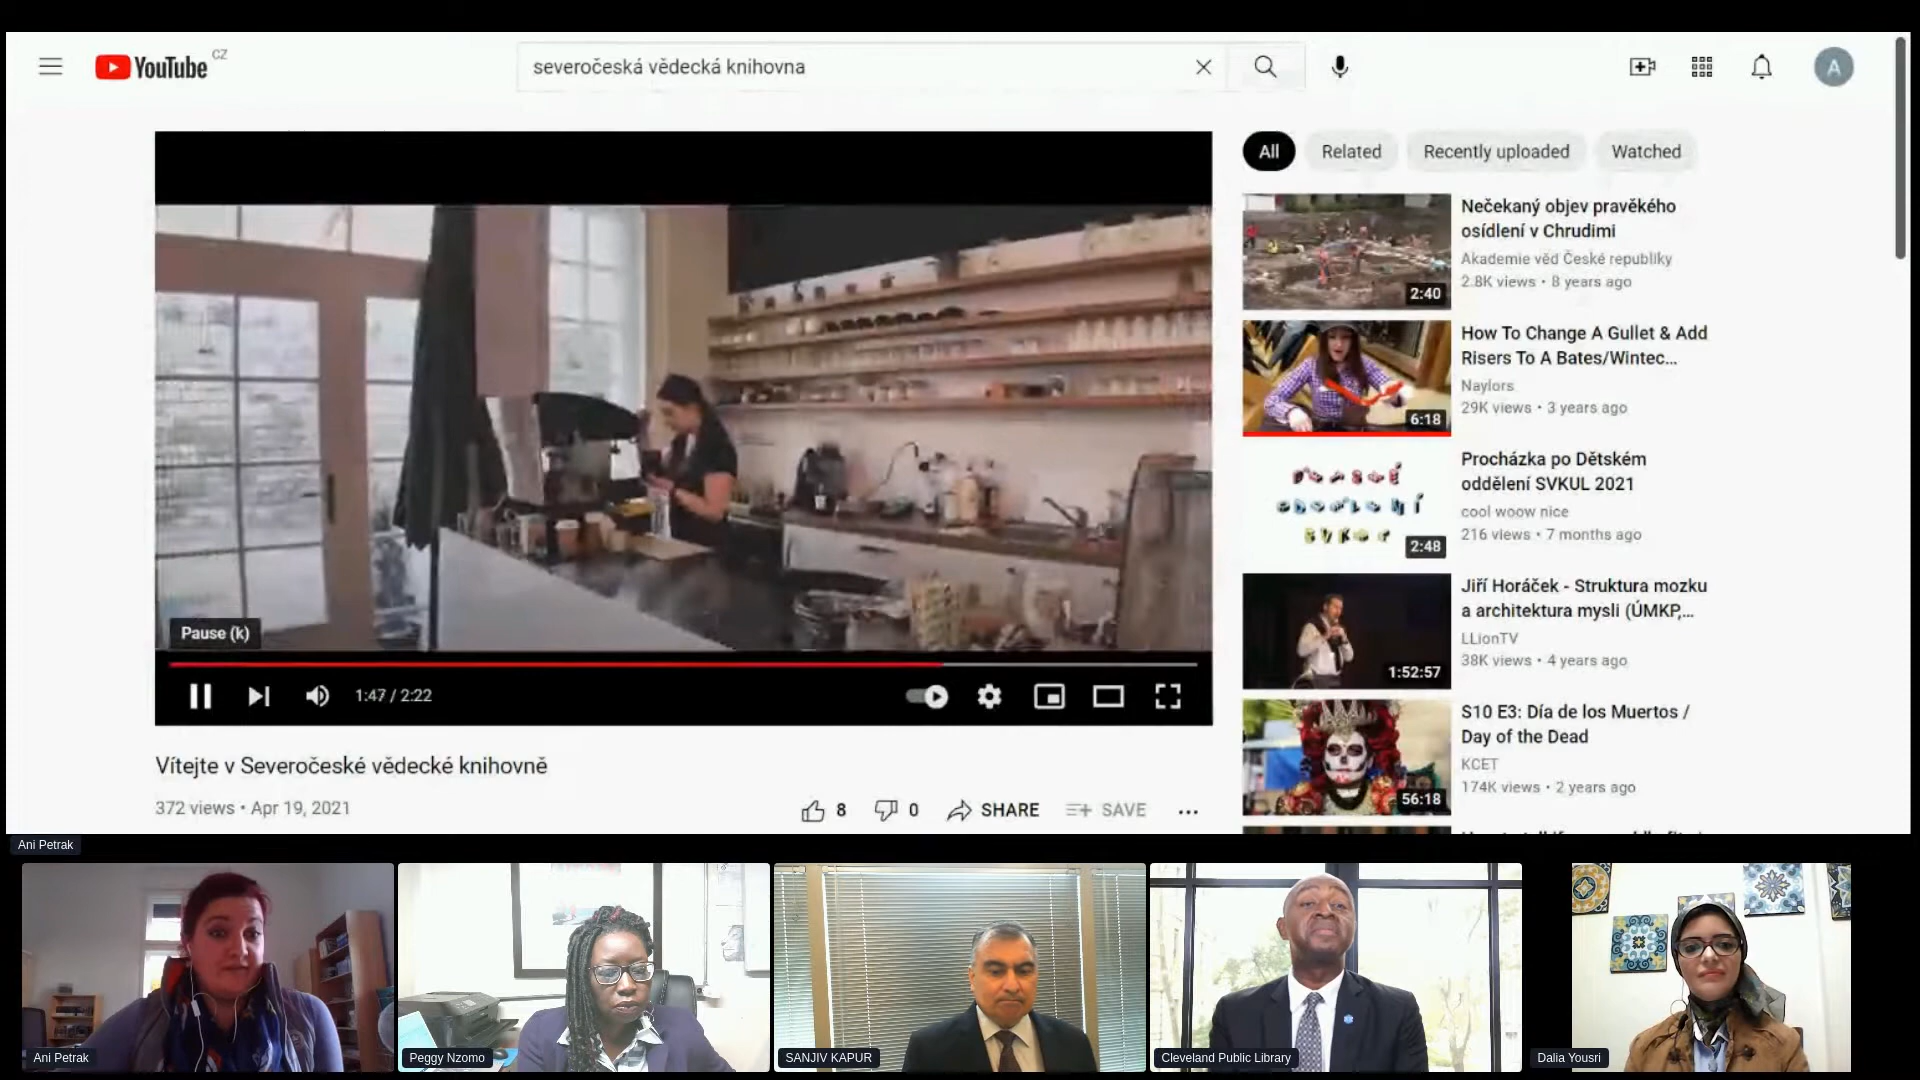 YouTube CZ
severočeská vědecká knihovna
A
All
Related
Recently uploaded
Watched
Pause (k)
1:47 / 2:22
Vítejte v Severočeské vědecké knihovně
372 views • Apr 19, 2021
8
0
SHARE
SAVE
2:40
Nečekaný objev pravěkého
osídlení v Chrudimi
Akademie věd České republiky
2.8K views • 8 years ago
6:18
How To Change A Gullet & Add
Risers To A Bates/Wintec...
Naylors
29K views • 3 years ago
2:48
Procházka po Dětském
oddělení SVKUL 2021
cool woow nice
216 views • 7 months ago
1:52:57
Jiří Horáček - Struktura mozku
a architektura mysli (ÚMKP,...
LLionTV
38K views • 4 years ago
56:18
S10 E3: Día de los Muertos /
Day of the Dead
KCET
174K views • 2 years ago
Ani Petrak
Ani Petrak
Peggy Nzomo
SANJIV KAPUR
Cleveland Public Library
Dalia Yousri